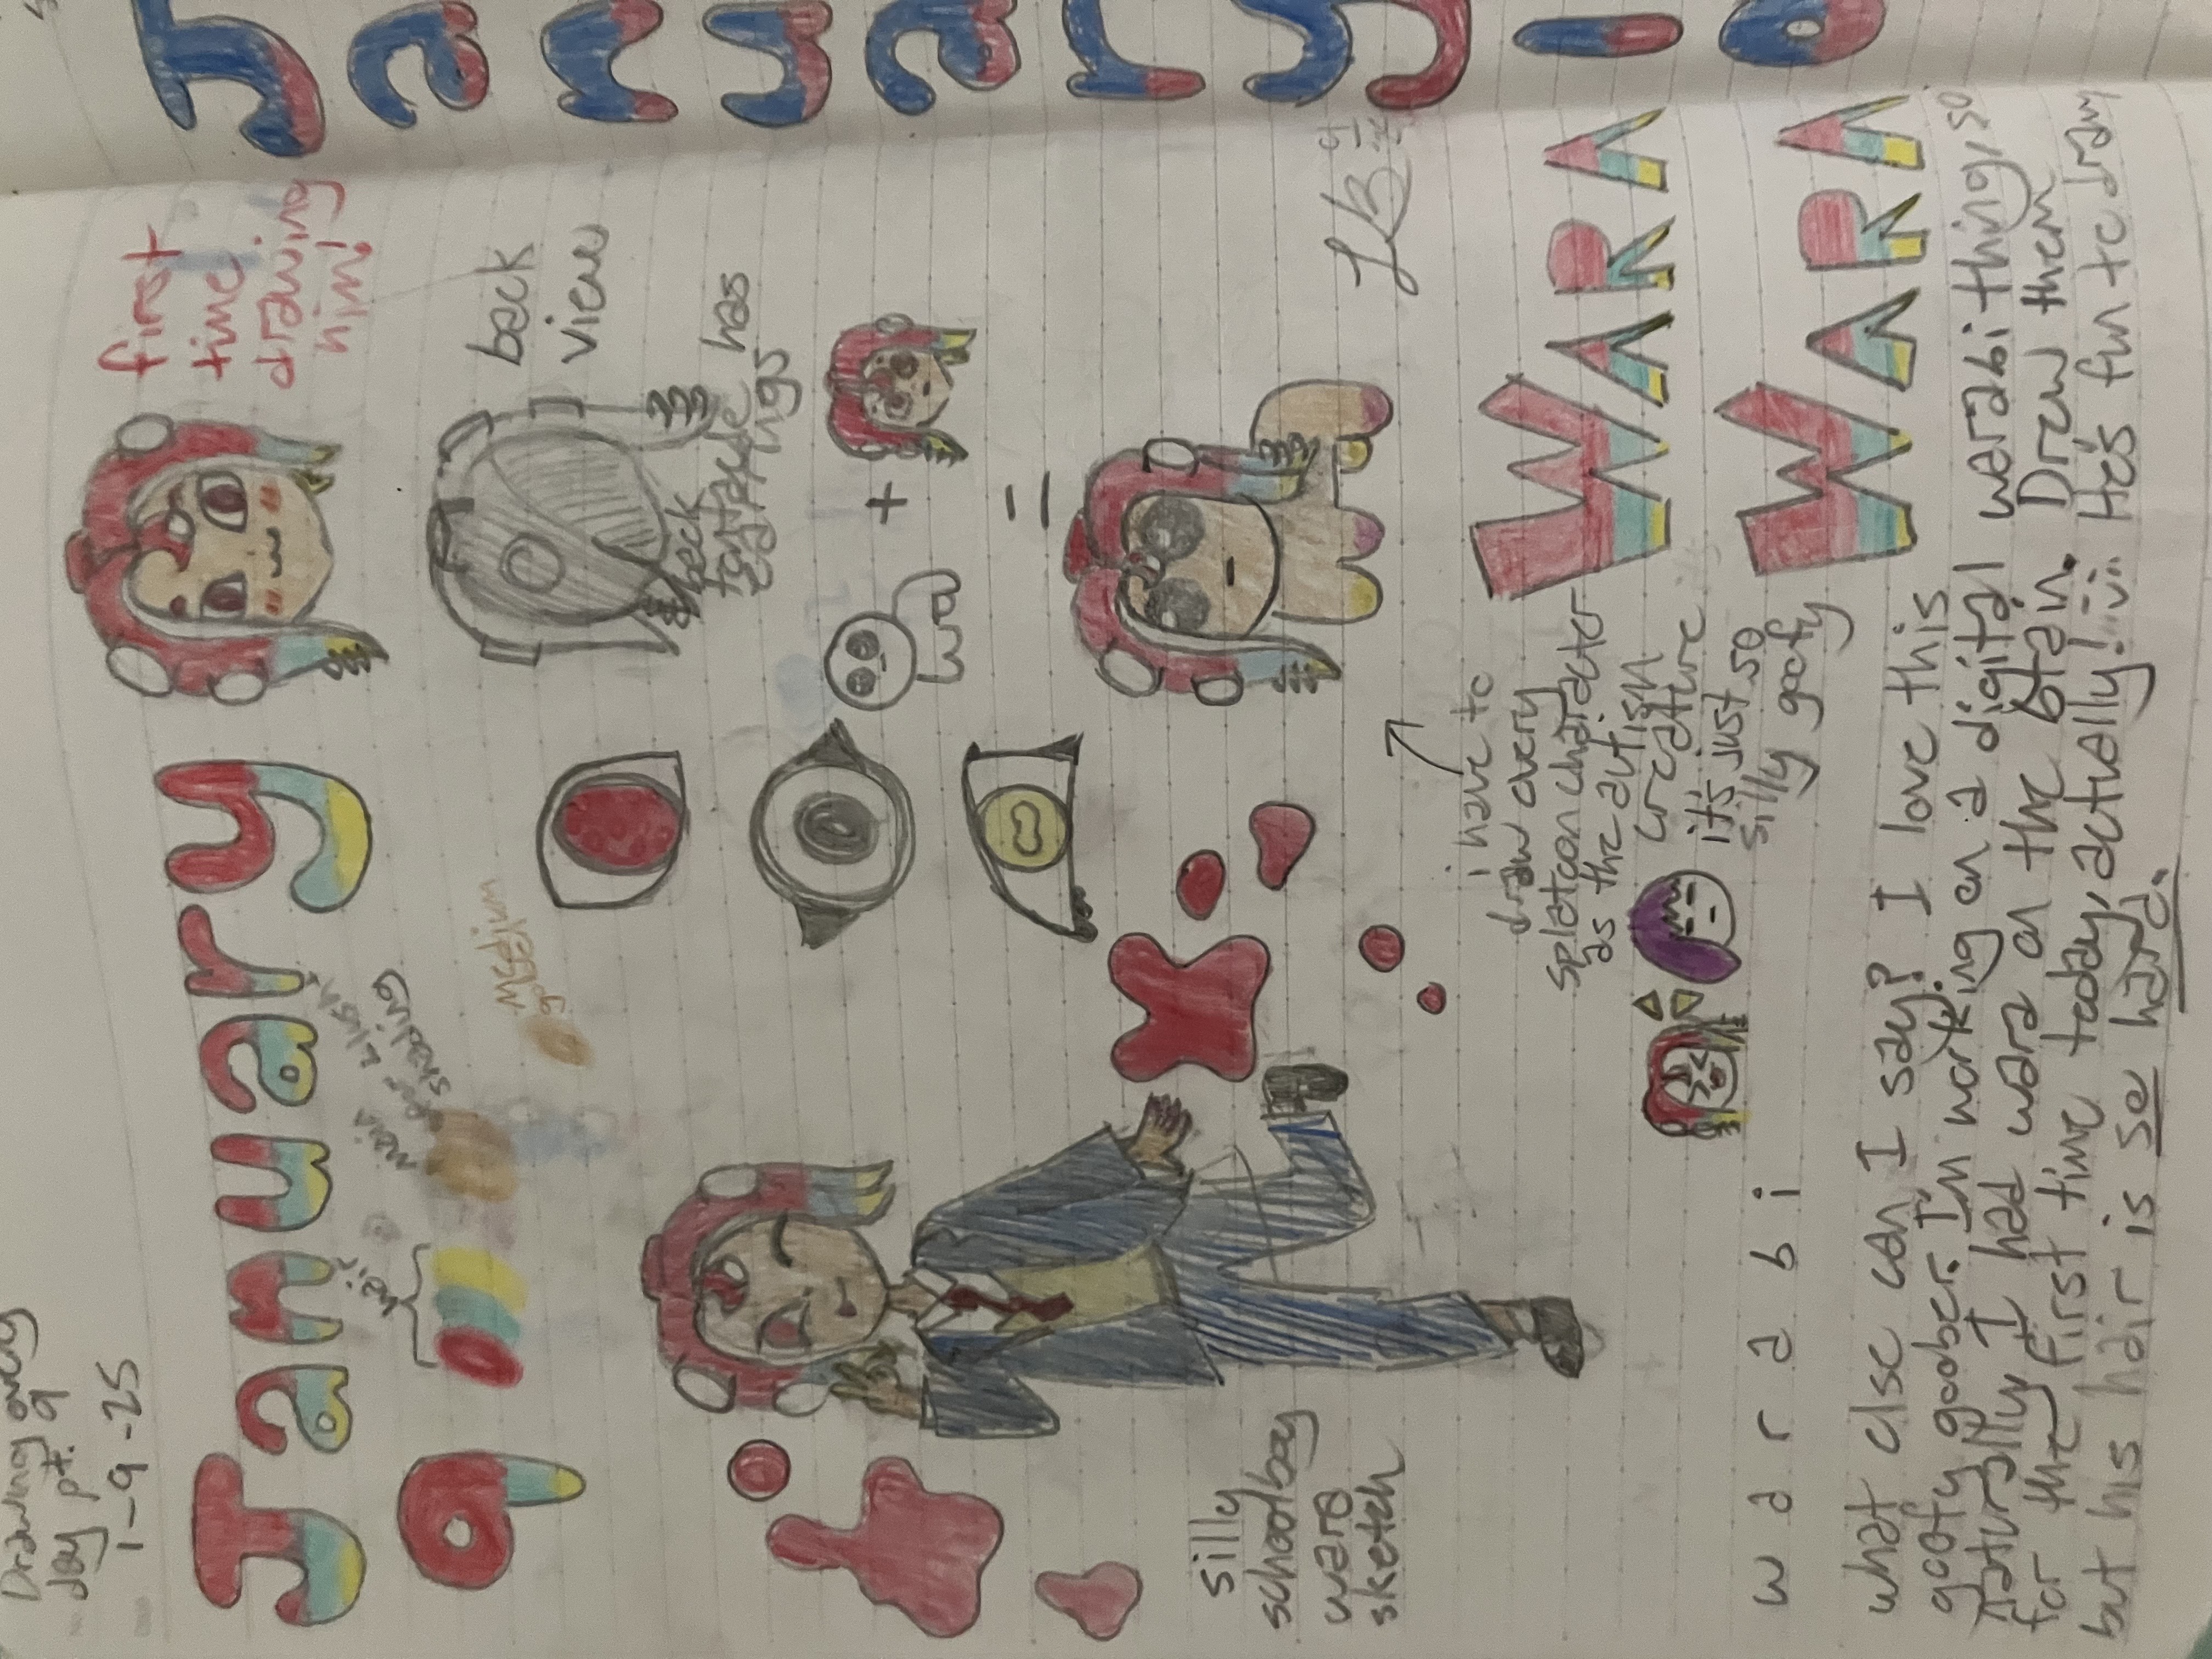 Drawing every
day pt. 9
1-9-25
January
9
hair
main
for blush +
shading
medium
golden
first
time
drawing
him!
back
view
back
tentacle has
earrings
+
=
silly
schoolboy
wara
sketch
i have to
draw every
splatoon character
as the autism
creature
it's just so
silly goofy
LB
WARA
WARA
w a r a b i
what else can I say? I love this
goofy goober. I'm working on a digital warabi thing, so
naturally, I had wara on the brain. Drew them
for the first time today, actually! He's fun to draw
but his hair is so hard.
January
10